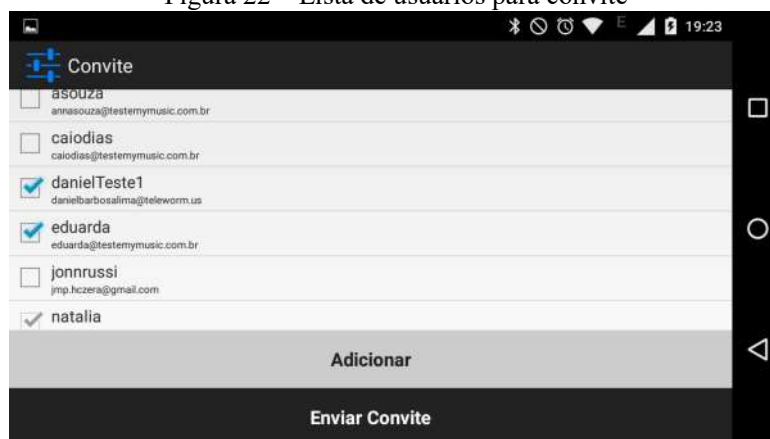 Figura 22 – Lista de usuários para convite
E 19:23
Convite
asouza
annasouza@testemymusic.com.br
caiodias
caiodias@testemymusic.com.br
danielTeste1
danielbarbosalima@teleworm.us
eduarda
eduarda@testemymusic.com.br
jonnrussi
jmp.hczera@gmail.com
natalia
Adicionar
Enviar Convite